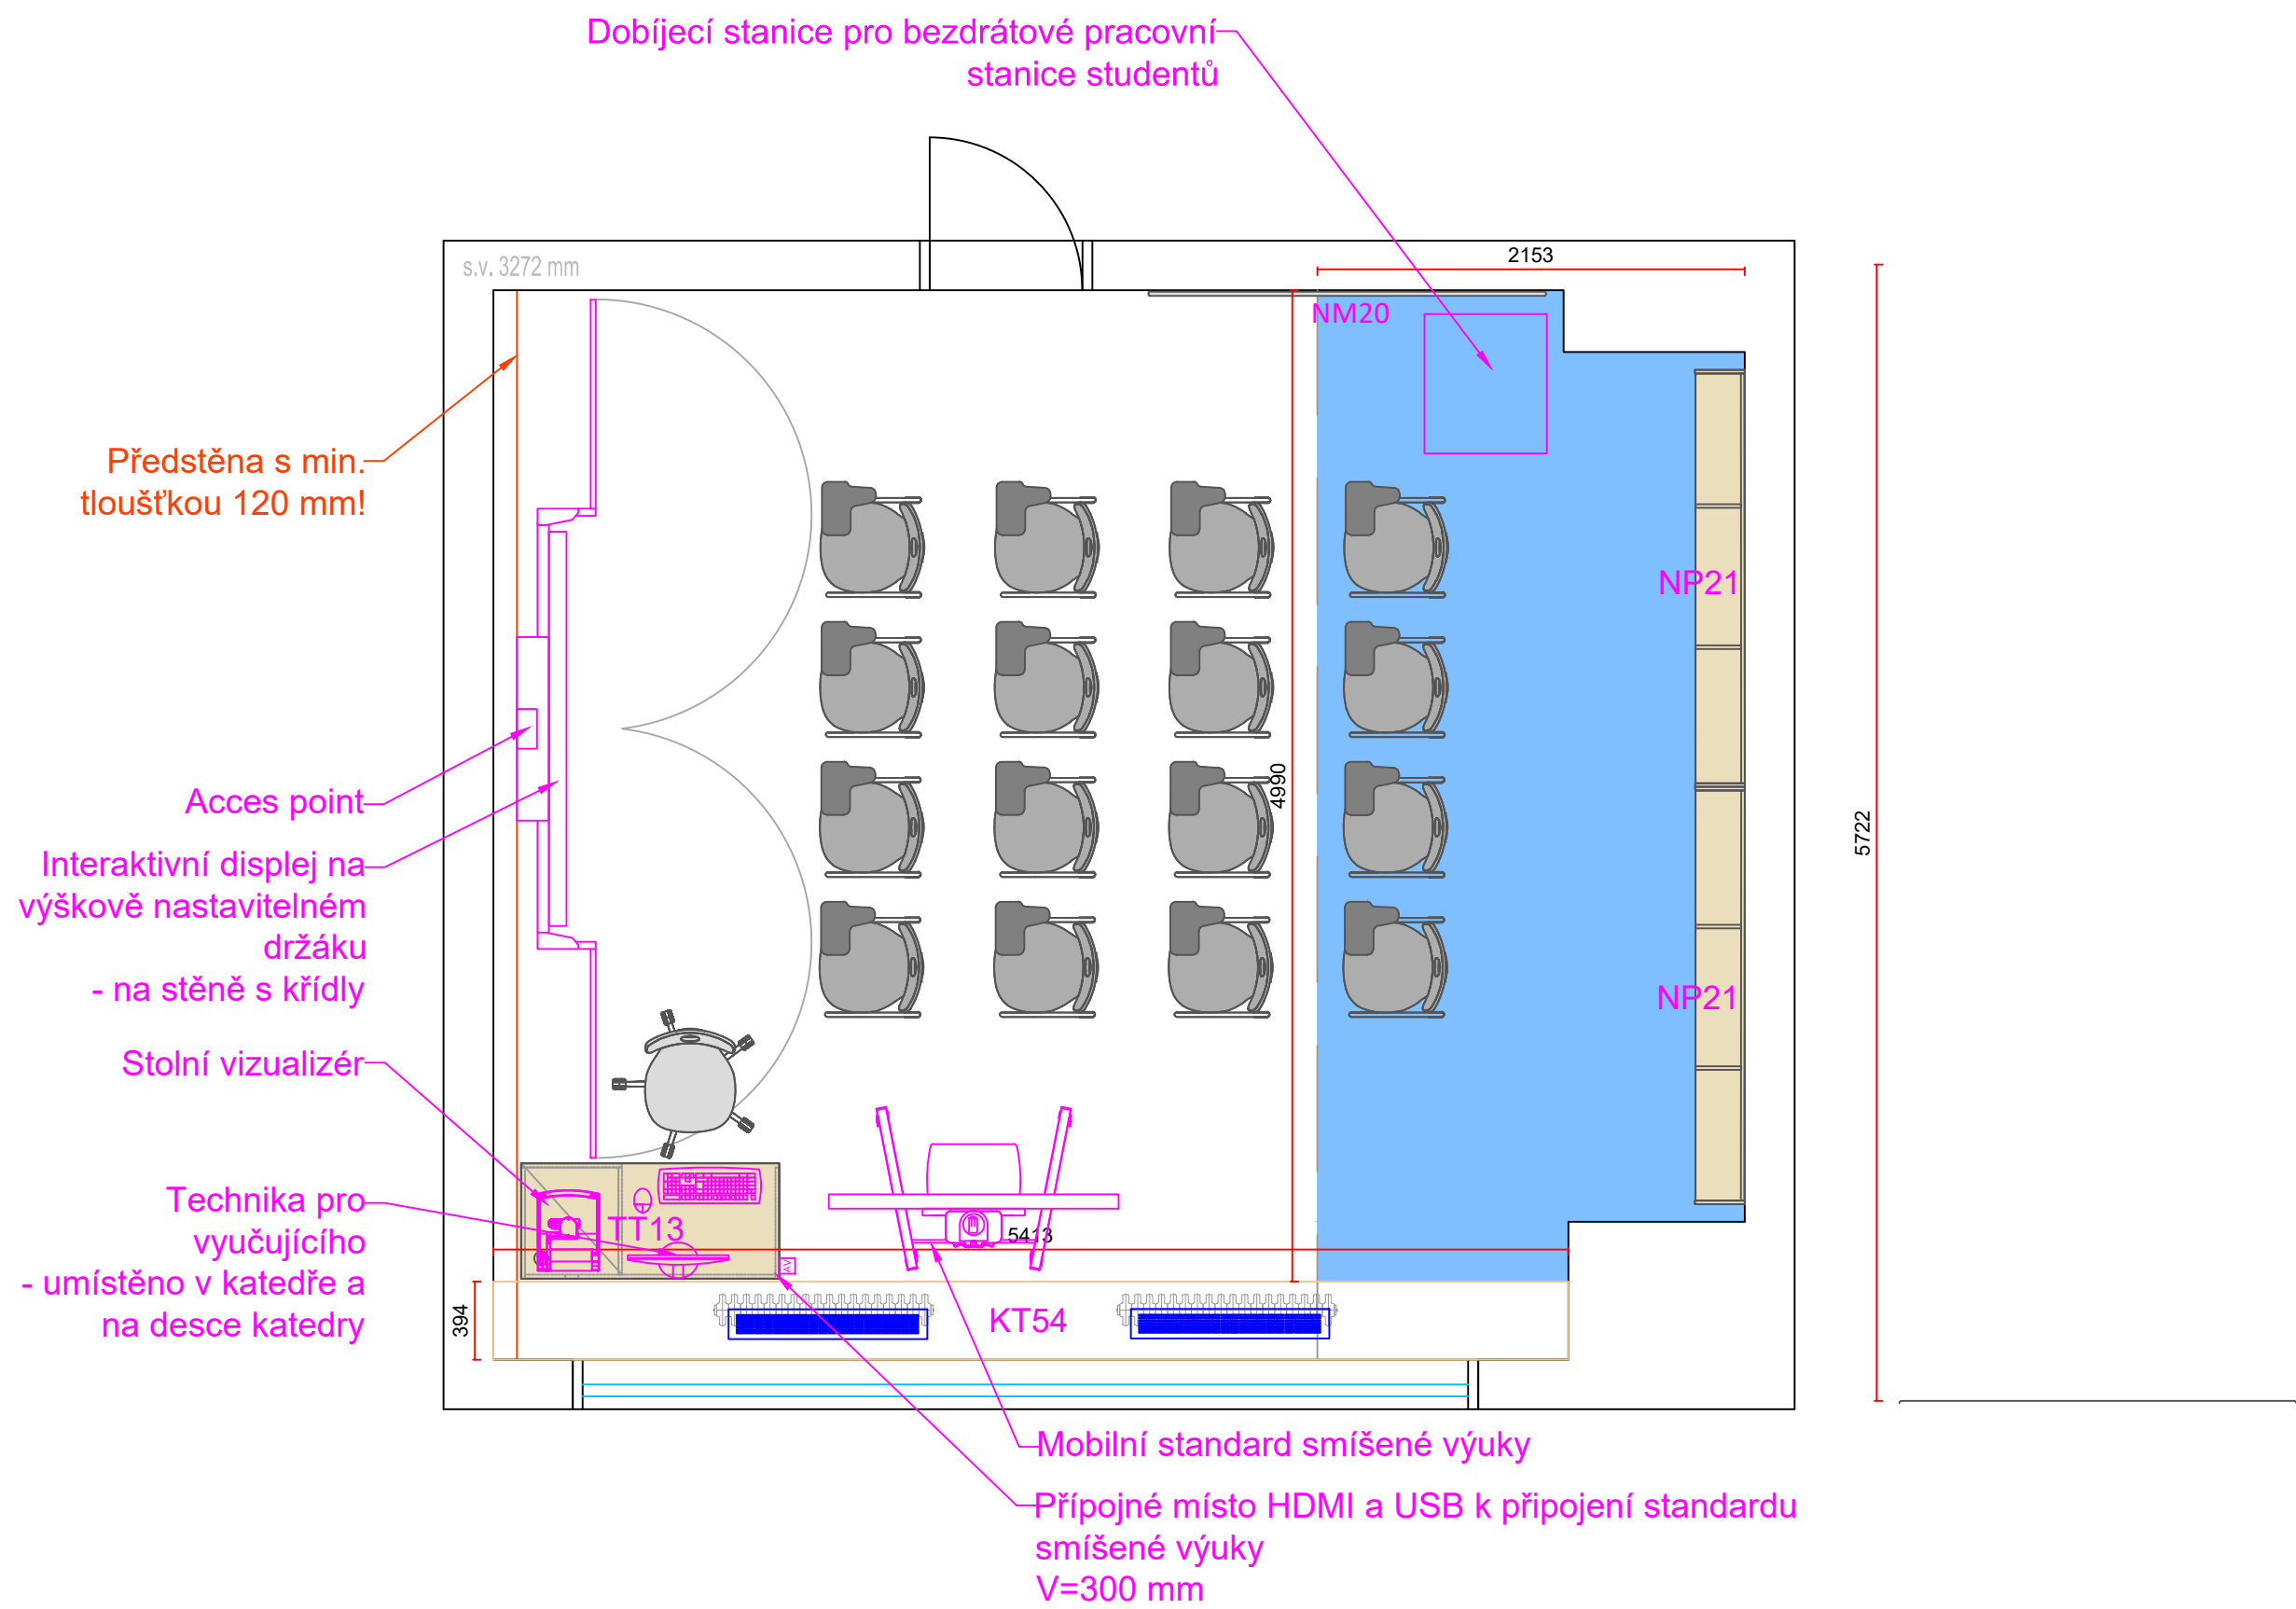 Dobíjecí stanice pro bezdrátové pracovní
stanice studentů
s.v. 3272 mm
2153
NM20
Předstěna s min.
tloušťkou 120 mm!
NP21
4990
5722
Acces point
Interaktivní displej na
výškově nastavitelném
držáku
- na stěně s křídly
NP21
Stolní vizualizér
Technika pro
vyučujícího
- umístěno v katedře a
na desce katedry
TT13
5413
AV
394
KT54
Mobilní standard smíšené výuky
Přípojné místo HDMI a USB k připojení standardu
smíšené výuky
V=300 mm